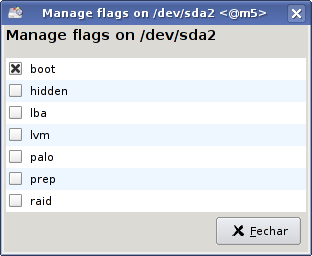 Manage flags on /dev/sda2 <@m5>
Manage flags on /dev/sda2
boot
hidden
lba
lvm
palo
prep
raid
Fechar